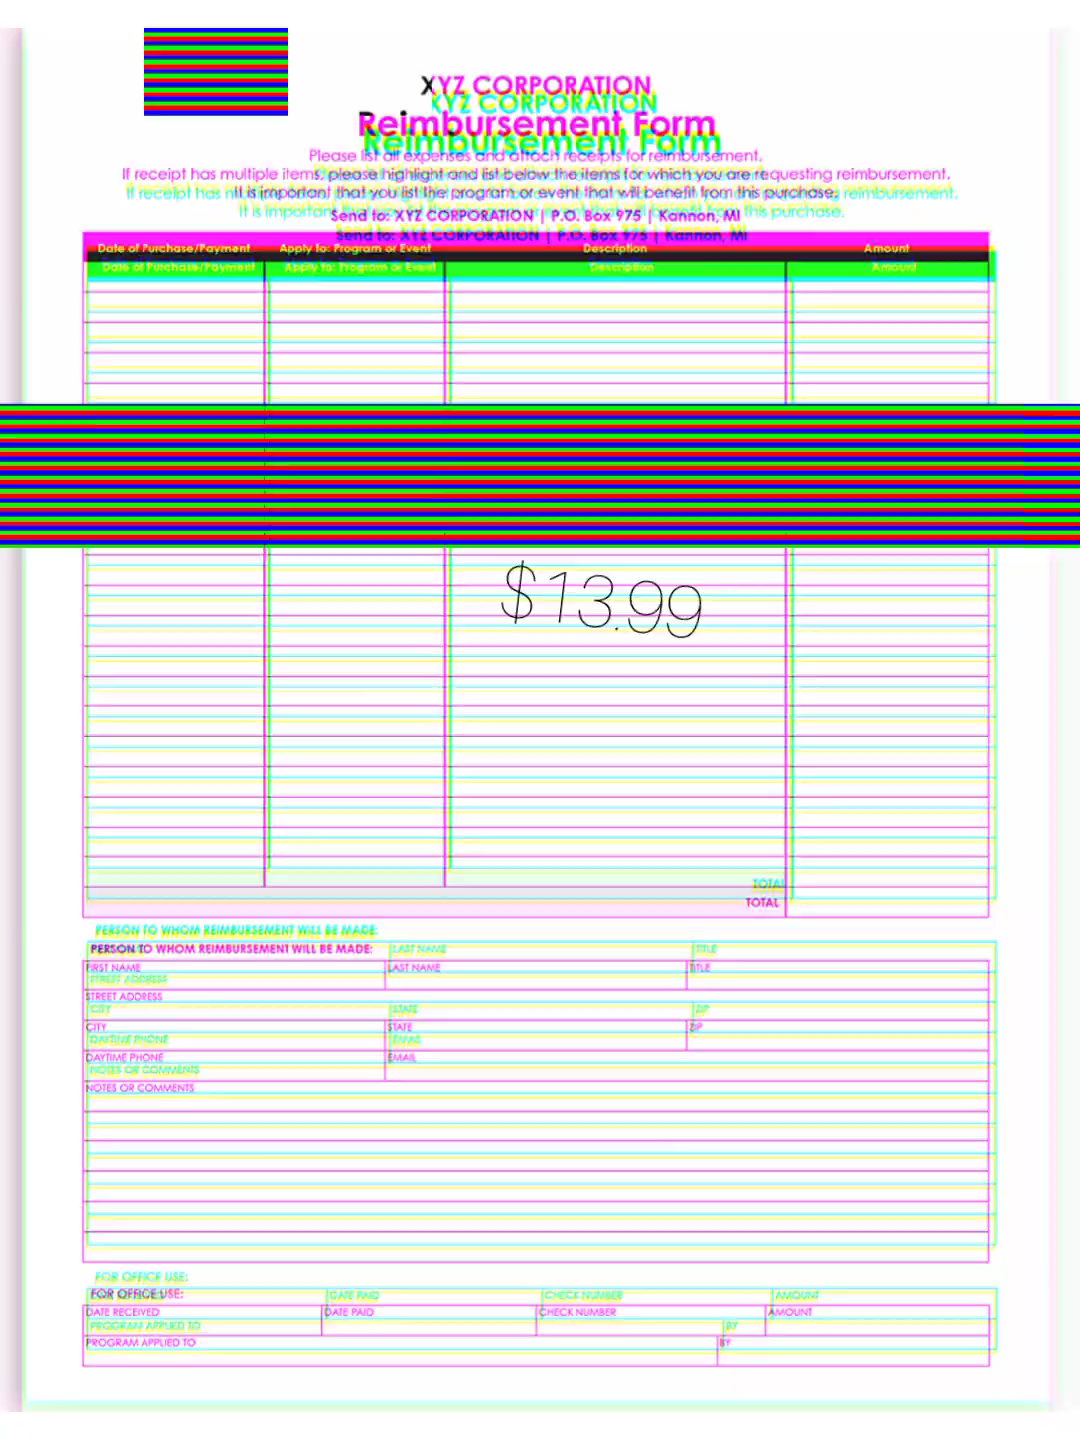 XYZ CORPORATION
Reimbursement Form
Please list all expenses and attach receipts for reimbursement.
If receipt has multiple items, please highlight and list below the items for which you are requesting reimbursement.
It is important that you list the program or event that will benefit from this purchase.
Send to: XYZ CORPORATION | P.O. Box 975 | Kannon, MI
Date of Purchase/Payment Apply to: Program or Event Description Amount
$13.99
TOTAL
PERSON TO WHOM REIMBURSEMENT WILL BE MADE:
FIRST NAME LAST NAME TITLE
STREET ADDRESS
CITY STATE ZIP
DAYTIME PHONE EMAIL
NOTES OR COMMENTS
FOR OFFICE USE:
DATE RECEIVED DATE PAID CHECK NUMBER AMOUNT
PROGRAM APPLIED TO BY